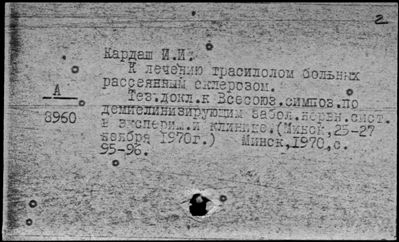 2
Кардаш И.И.
К лечению трасилолом больных
рассеянным склерозом.
Тез.докл.к Всесоюз.симпоз.по
демиелинизирующим забол.нервн.сист.
в эксперим.и клинике.(Минск,25-27
ноября 1970г.) Минск,1970,с.
95-96.
А
8960